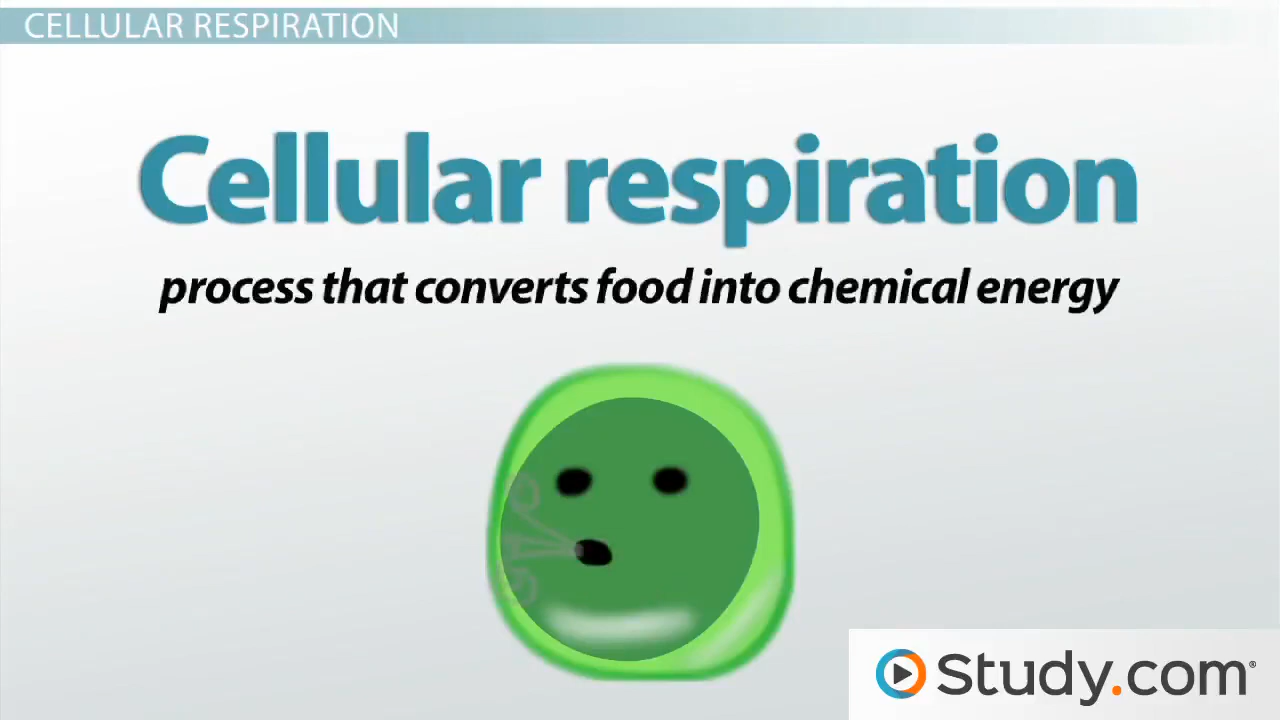 CELLULAR RESPIRATION
Cellular respiration
process that converts food into chemical energy
Study.com®